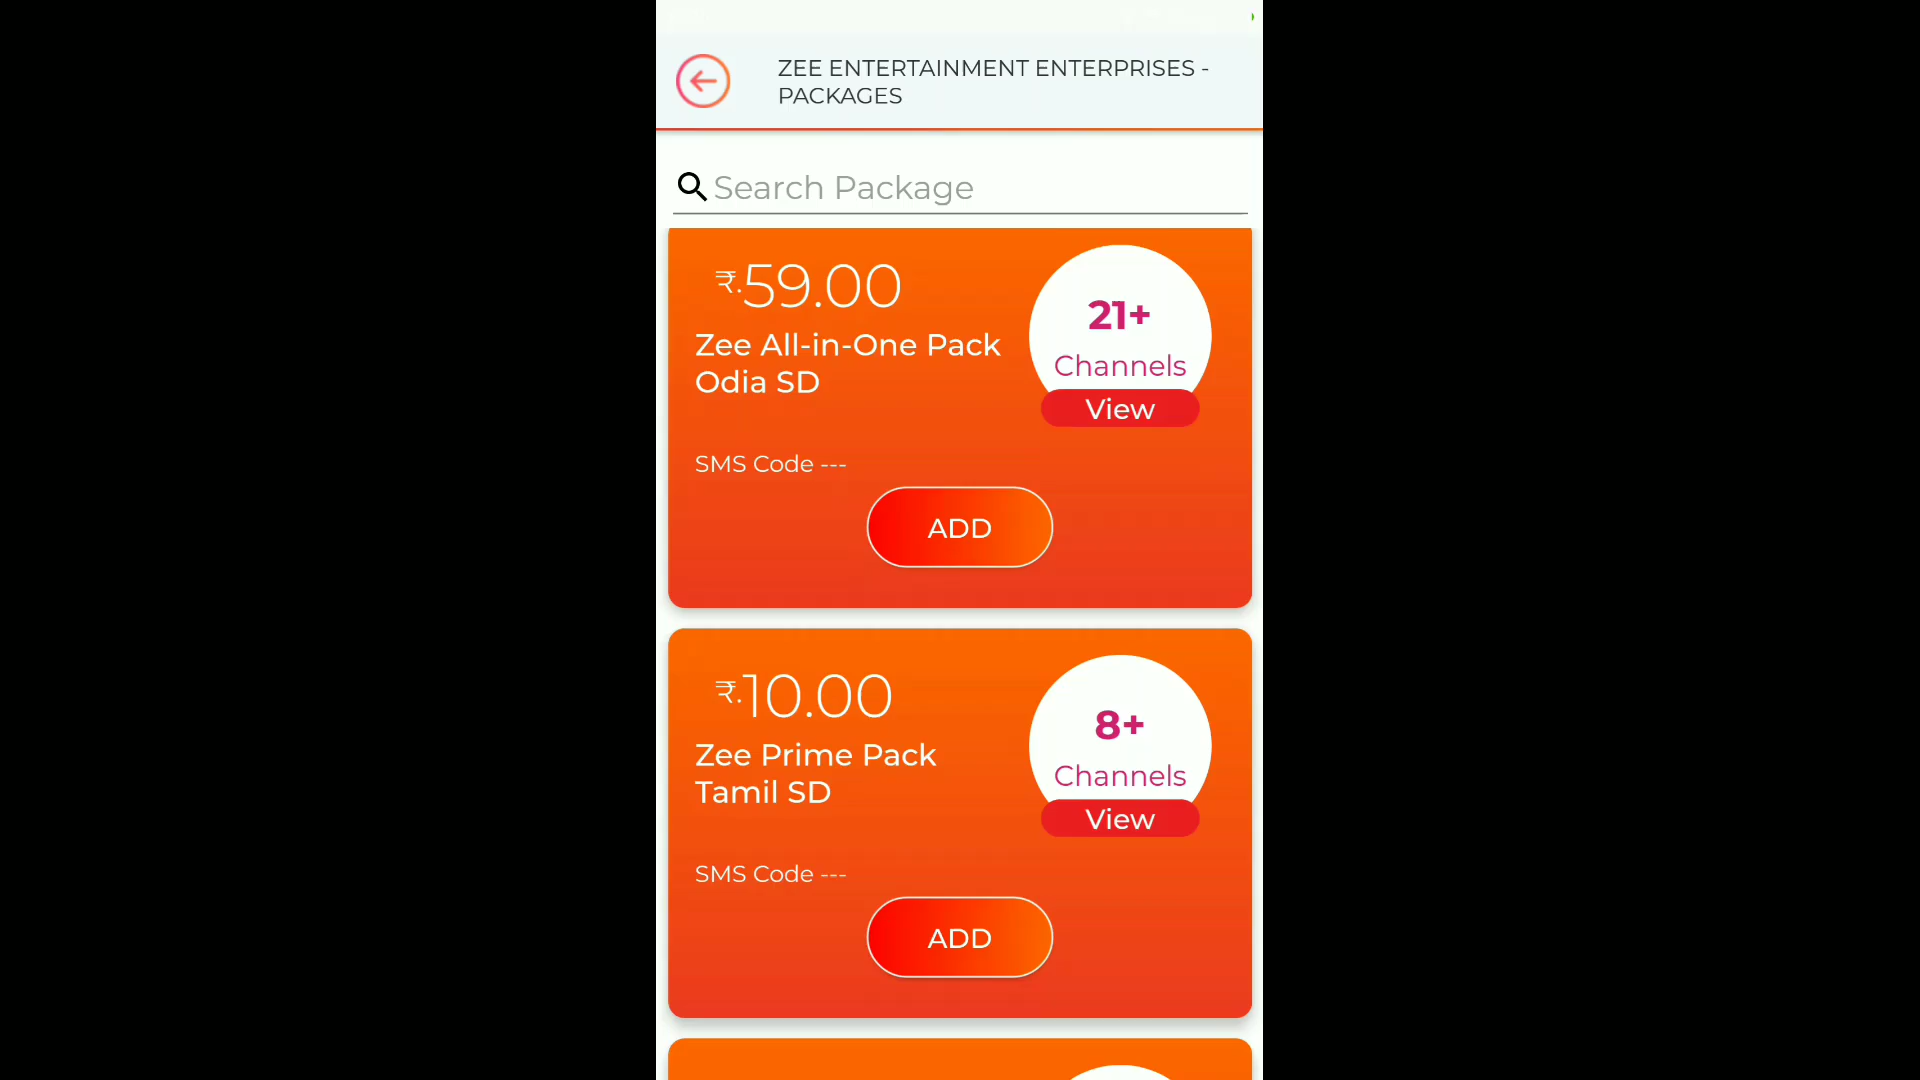 ZEE ENTERTAINMENT ENTERPRISES -
PACKAGES
Search Package
₹.59.00
Zee All-in-One Pack
Odia SD
21+
Channels
View
SMS Code ---
ADD
₹.10.00
Zee Prime Pack
Tamil SD
8+
Channels
View
SMS Code ---
ADD